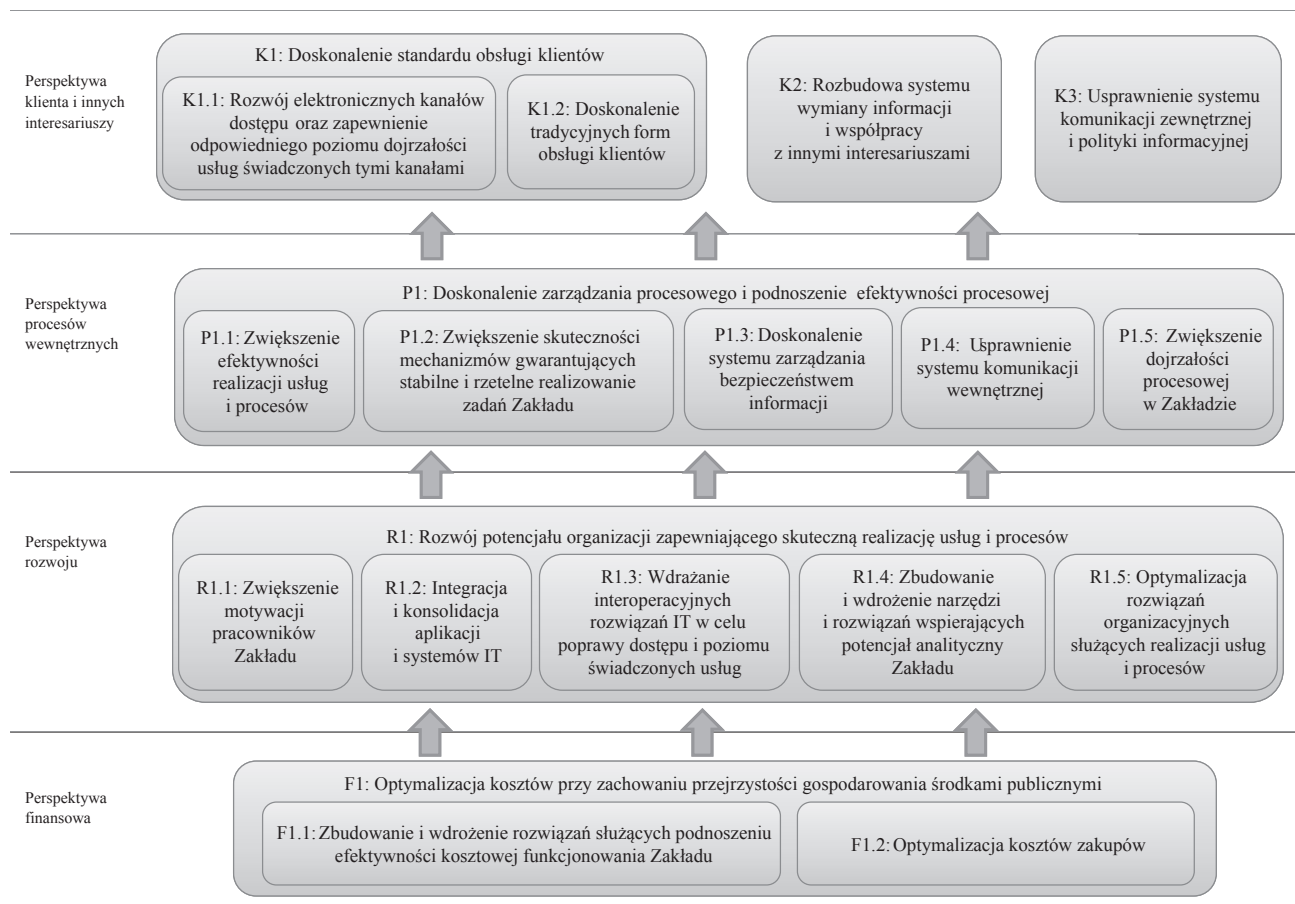 Perspektywa
klienta i innych
interesariuszy
K1: Doskonalenie standardu obsługi klientów
K1.1: Rozwój elektronicznych kanałów
dostępu oraz zapewnienie
odpowiedniego poziomu dojrzałości
usług świadczonych tymi kanałami
K1.2: Doskonalenie
tradycyjnych form
obsługi klientów
K2: Rozbudowa systemu
wymiany informacji
i współpracy
z innymi interesariuszami
K3: Usprawnienie systemu
komunikacji zewnętrznej
i polityki informacyjnej
Perspektywa
procesów
wewnętrznych
P1: Doskonalenie zarządzania procesowego i podnoszenie efektywności procesowej
P1.1: Zwiększenie
efektywności
realizacji usług
i procesów
P1.2: Zwiększenie skuteczności
mechanizmów gwarantujących
stabilne i rzetelne realizowanie
zadań Zakładu
P1.3: Doskonalenie
systemu zarządzania
bezpieczeństwem
informacji
P1.4: Usprawnienie
systemu komunikacji
wewnętrznej
P1.5: Zwiększenie
dojrzałości
procesowej
w Zakładzie
Perspektywa
rozwoju
R1: Rozwój potencjału organizacji zapewniającego skuteczną realizację usług i procesów
R1.1: Zwiększenie
motywacji
pracowników
Zakładu
R1.2: Integracja
i konsolidacja
aplikacji
i systemów IT
R1.3: Wdrażanie
interoperacyjnych
rozwiązań IT w celu
poprawy dostępu i poziomu
świadczonych usług
R1.4: Zbudowanie
i wdrożenie narzędzi
i rozwiązań wspierających
potencjał analityczny
Zakładu
R1.5: Optymalizacja
rozwiązań
organizacyjnych
służących realizacji usług
i procesów
Perspektywa
finansowa
F1: Optymalizacja kosztów przy zachowaniu przejrzystości gospodarowania środkami publicznymi
F1.1: Zbudowanie i wdrożenie rozwiązań służących podnoszeniu
efektywności kosztowej funkcjonowania Zakładu
F1.2: Optymalizacja kosztów zakupów